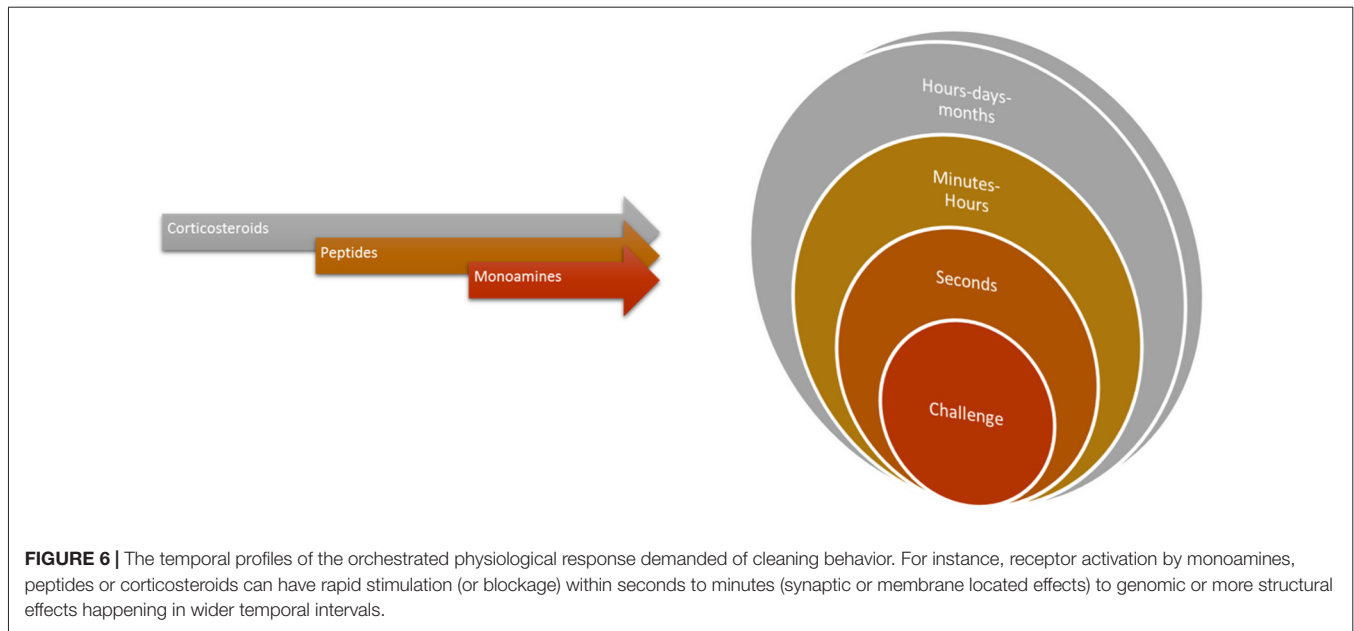 Hours-days-
months
Minutes-
Hours
Corticosteroids
Peptides
Monoamines
Seconds
Challenge
FIGURE 6 | The temporal profiles of the orchestrated physiological response demanded of cleaning behavior. For instance, receptor activation by monoamines,
peptides or corticosteroids can have rapid stimulation (or blockage) within seconds to minutes (synaptic or membrane located effects) to genomic or more structural
effects happening in wider temporal intervals.